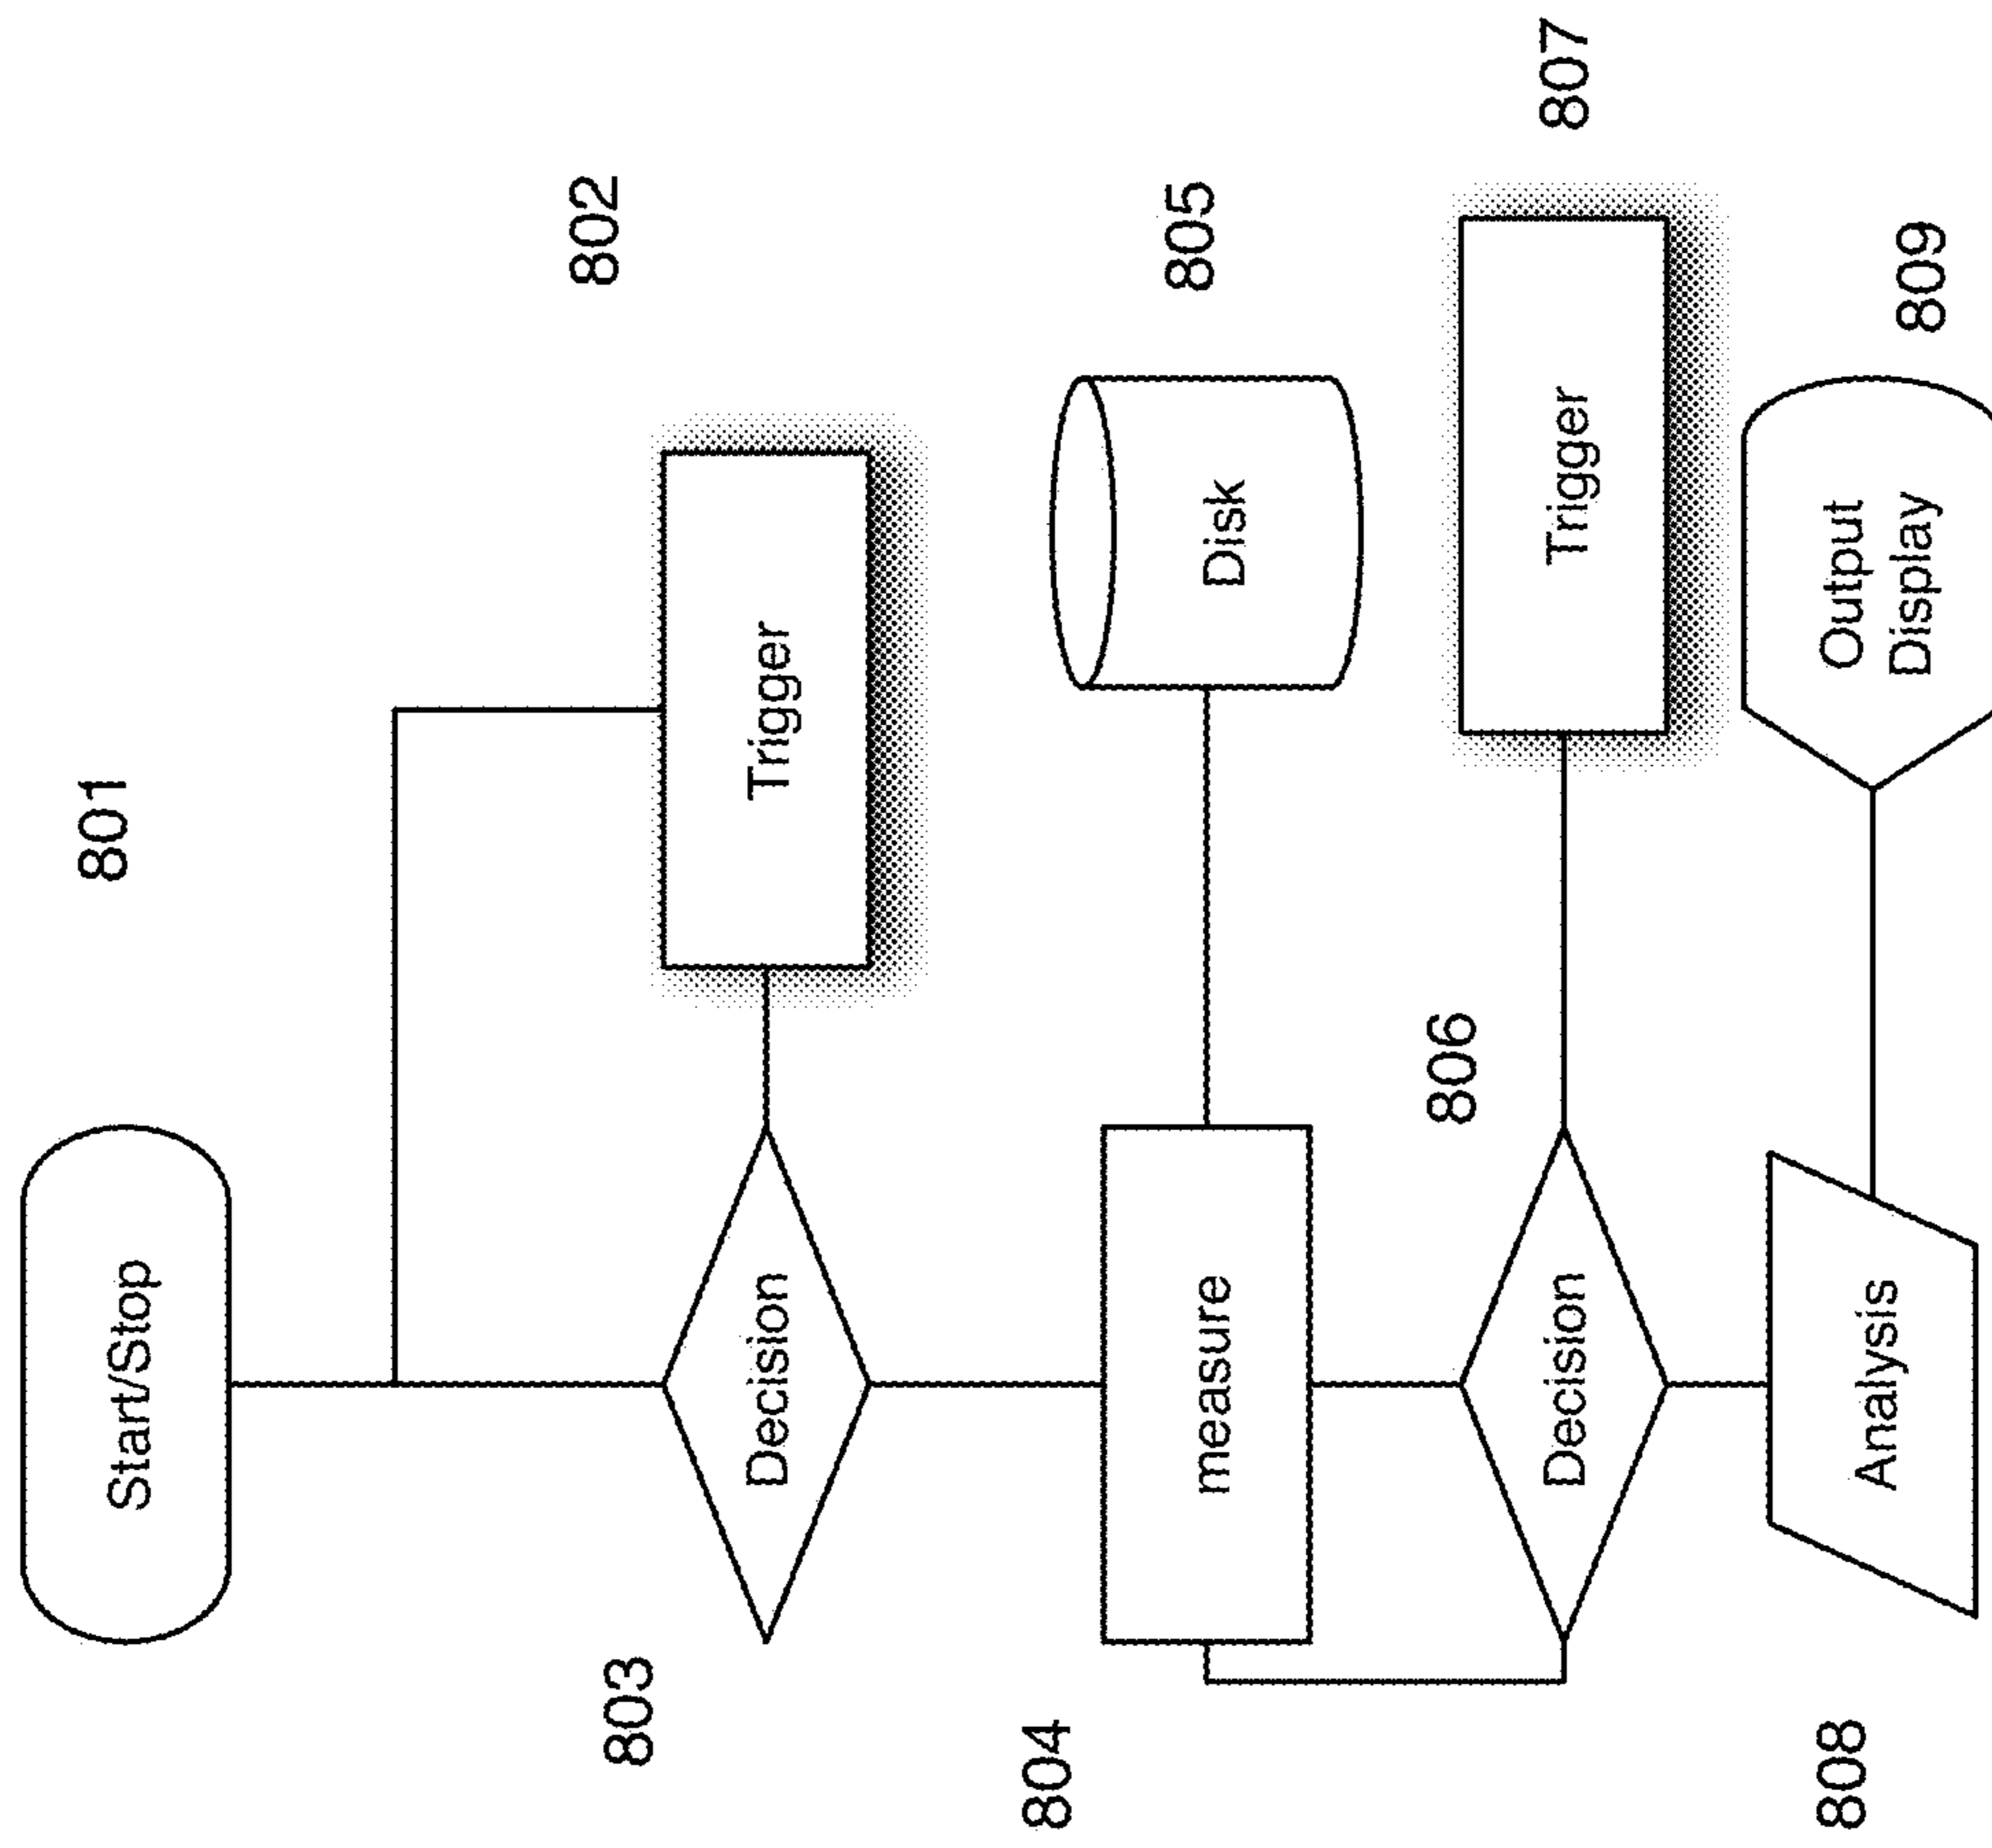 801
Start/Stop
802
Trigger
803
Decision
804
measure
805
Disk
806
Decision
807
Trigger
808
Analysis
809
Output
Display